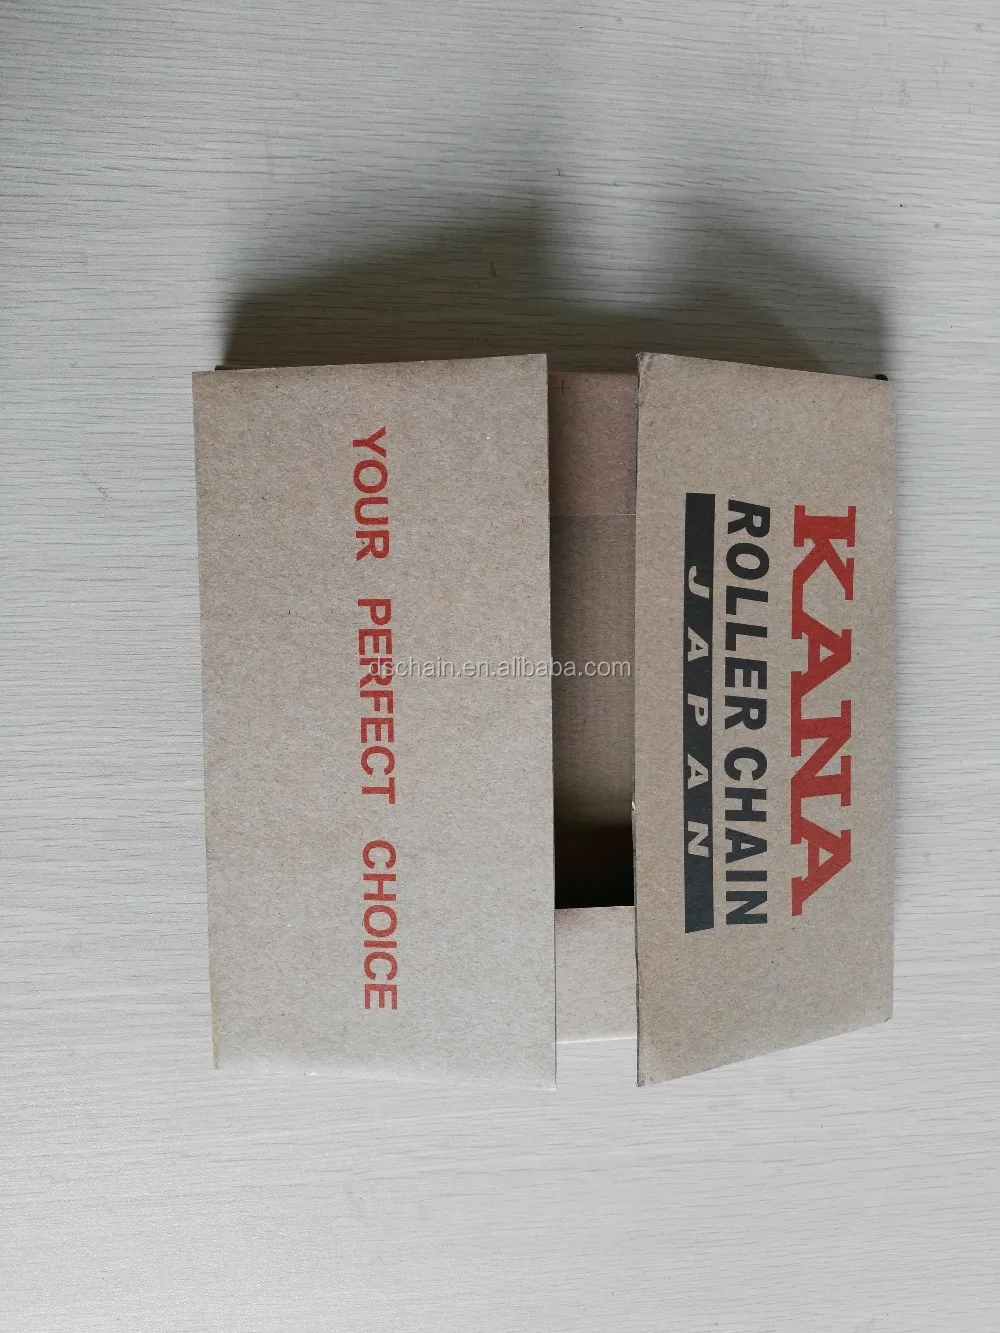 KANA
ROLLER CHAIN
JAPAN
YOUR PERFECT CHOICE
dschain.en.alibaba.com